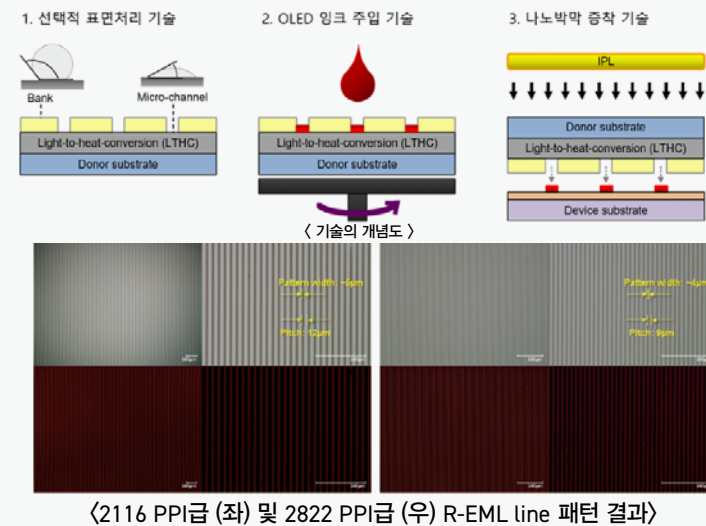 1. 선택적 표면처리 기술
2. OLED 잉크 주입 기술
3. 나노박막 증착 기술
Bank
Micro-channel
Light-to-heat-conversion (LTHC)
Donor substrate
Light-to-heat-conversion (LTHC)
Donor substrate
IPL
Donor substrate
Light-to-heat-conversion (LTHC)
Device substrate
〈 기술의 개념도 〉
Pattern width: ~6μm
Pitch: 12μm
Pattern width: ~4μm
Pitch: 9μm
〈2116 PPI급 (좌) 및 2822 PPI급 (우) R-EML line 패턴 결과〉